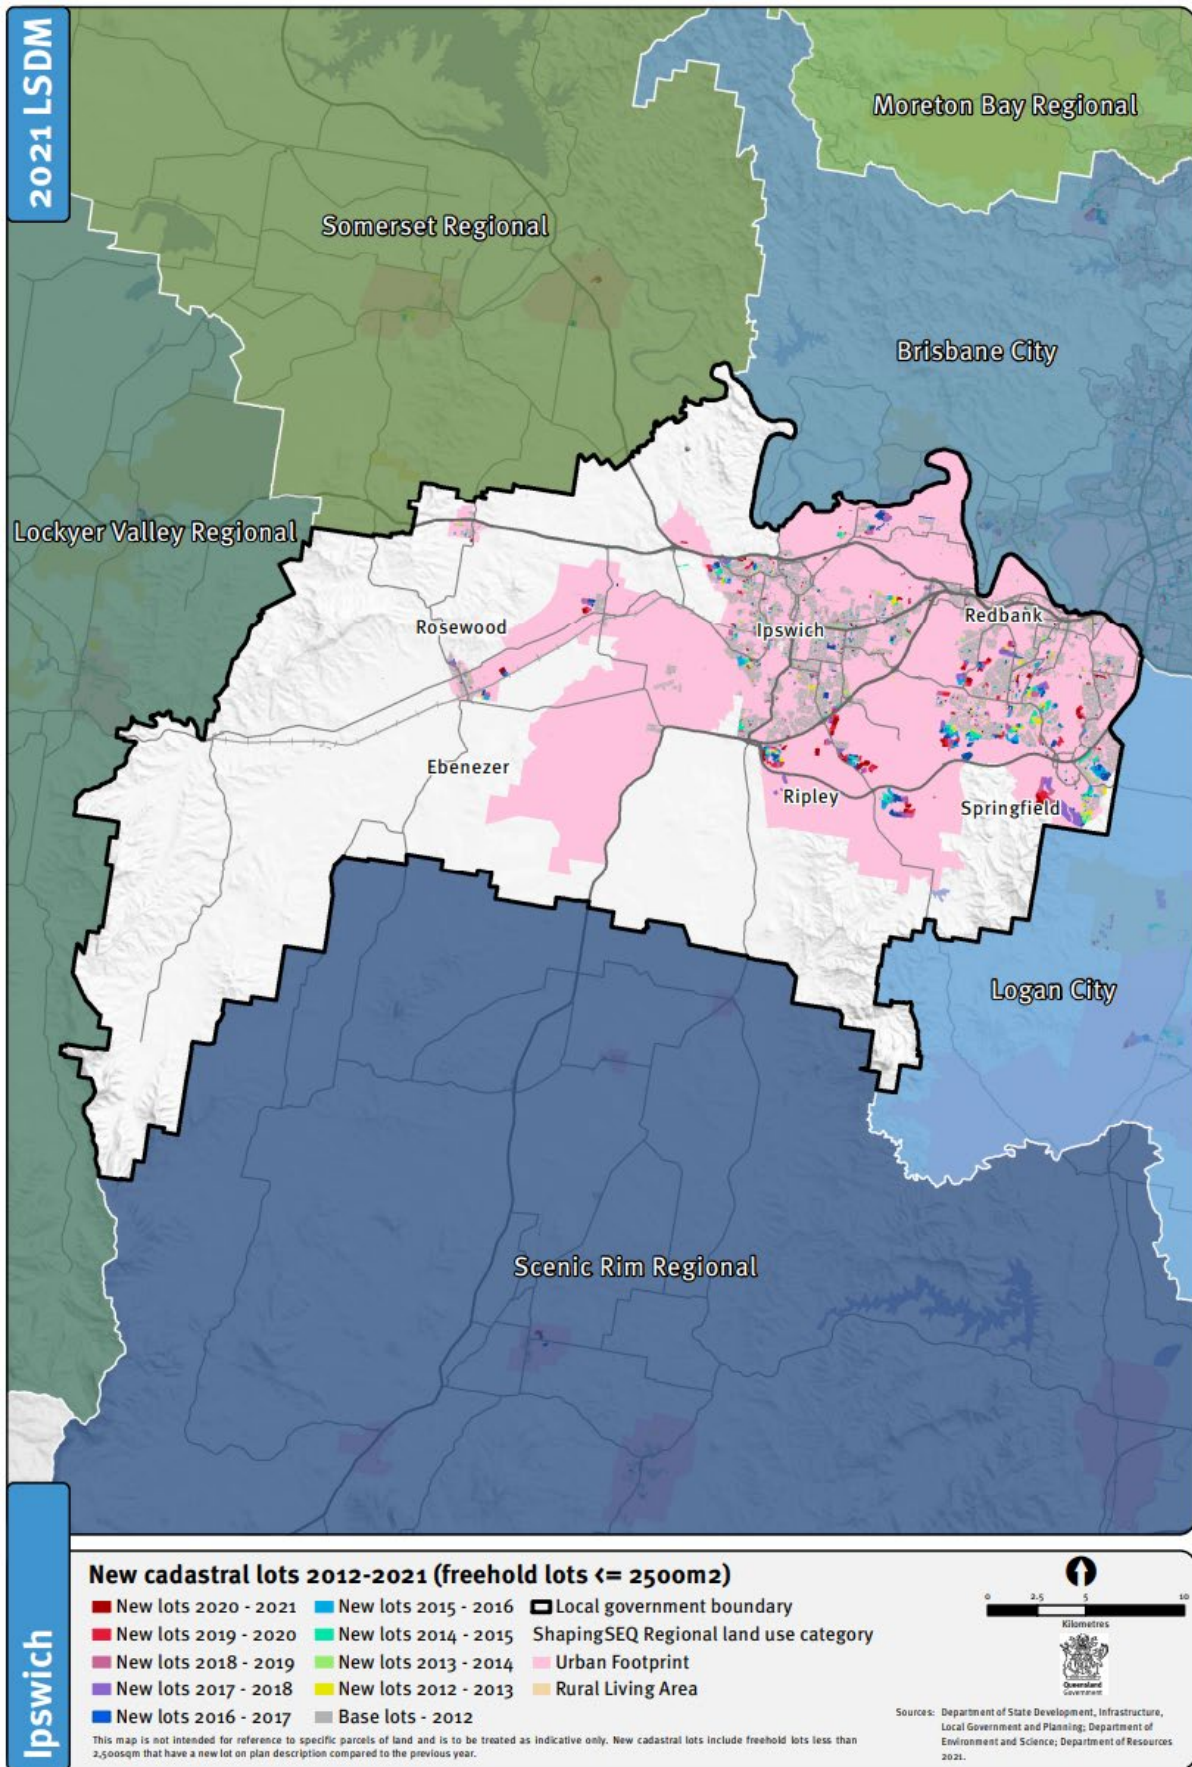 2021 LSDM
Moreton Bay Regional
Somerset Regional
Brisbane City
Lockyer Valley Regional
Rosewood
Ipswich
Redbank
Ebenezer
Ripley
Springfield
Logan City
Scenic Rim Regional
Ipswich
New cadastral lots 2012-2021 (freehold lots <= 2500m2)
New lots 2020 - 2021
New lots 2019 - 2020
New lots 2018 - 2019
New lots 2017 - 2018
New lots 2016 - 2017
New lots 2015 - 2016
New lots 2014 - 2015
New lots 2013 - 2014
New lots 2012 - 2013
Base lots - 2012
Local government boundary
ShapingSEQ Regional land use category
Urban Footprint
Rural Living Area
This map is not intended for reference to specific parcels of land and is to be treated as indicative only. New cadastral lots include freehold lots less than
2,500sqm that have a new lot on plan description compared to the previous year.
0 2.5 5 10
Kilometres
Queensland
Government
Sources: Department of State Development, Infrastructure,
Local Government and Planning; Department of
Environment and Science; Department of Resources
2021.